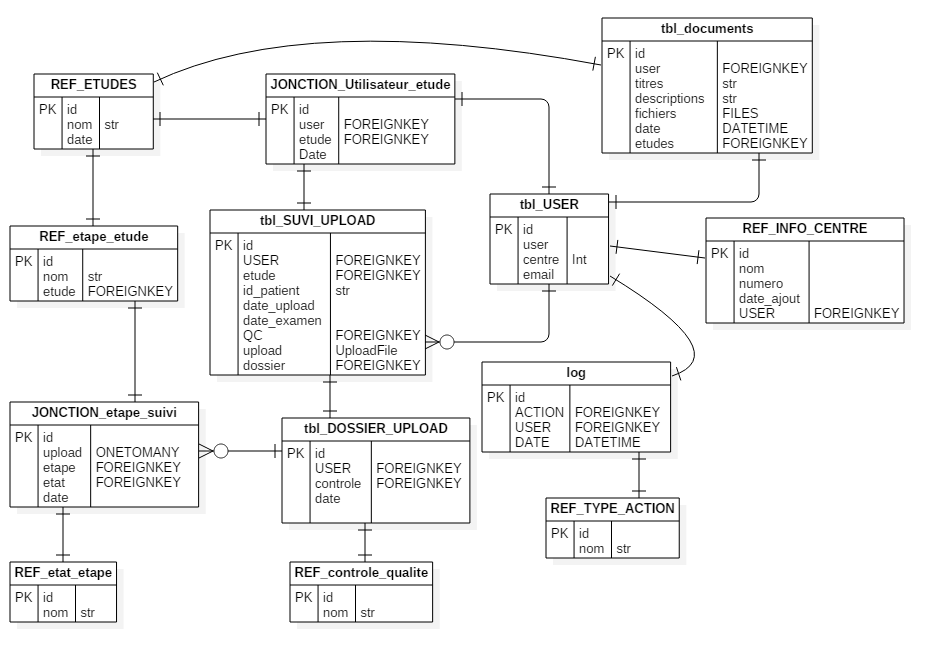 tbl_documents
PK id
user FOREIGNKEY
titres str
descriptions str
fichiers FILES
date DATETIME
etudes FOREIGNKEY
REF_ETUDES
PK id
nom str
date
JONCTION_Utilisateur_etude
PK id
user FOREIGNKEY
etude FOREIGNKEY
Date
tbl_USER
PK id
user
centre Int
email
REF_INFO_CENTRE
PK id
nom
numero
date_ajout
USER FOREIGNKEY
REF_etape_etude
PK id
nom str
etude FOREIGNKEY
tbl_SUVI_UPLOAD
PK id
USER FOREIGNKEY
etude FOREIGNKEY
id_patient str
date_upload
date_examen
QC FOREIGNKEY
upload UploadFile
dossier FOREIGNKEY
log
PK id
ACTION FOREIGNKEY
USER FOREIGNKEY
DATE DATETIME
JONCTION_etape_suivi
PK id
upload ONETOMANY
etape FOREIGNKEY
etat FOREIGNKEY
date
tbl_DOSSIER_UPLOAD
PK id
USER FOREIGNKEY
controle FOREIGNKEY
date
REF_TYPE_ACTION
PK id
nom str
REF_etat_etape
PK id
nom str
REF_controle_qualite
PK id
nom str